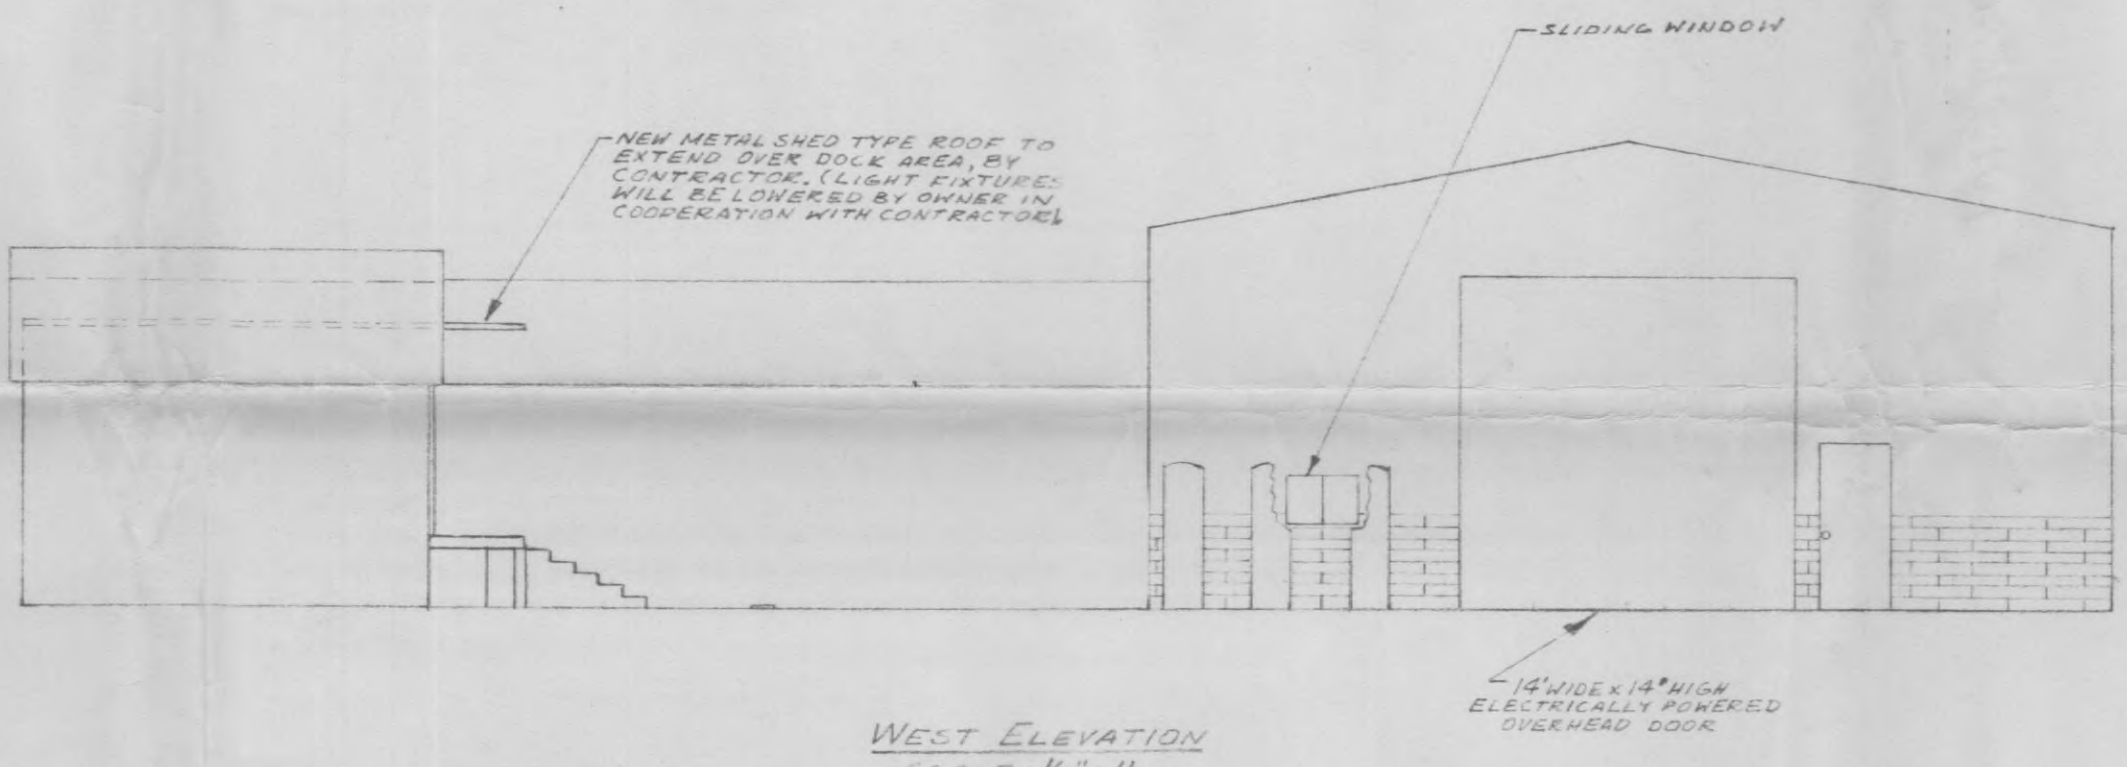 SLIDING WINDOW
NEW METAL SHED TYPE ROOF TO
EXTEND OVER DOCK AREA, BY
CONTRACTOR. (LIGHT FIXTURES
WILL BE LOWERED BY OWNER IN
COOPERATION WITH CONTRACTOR)
14' WIDE x 14' HIGH
ELECTRICALLY POWERED
OVERHEAD DOOR
WEST ELEVATION